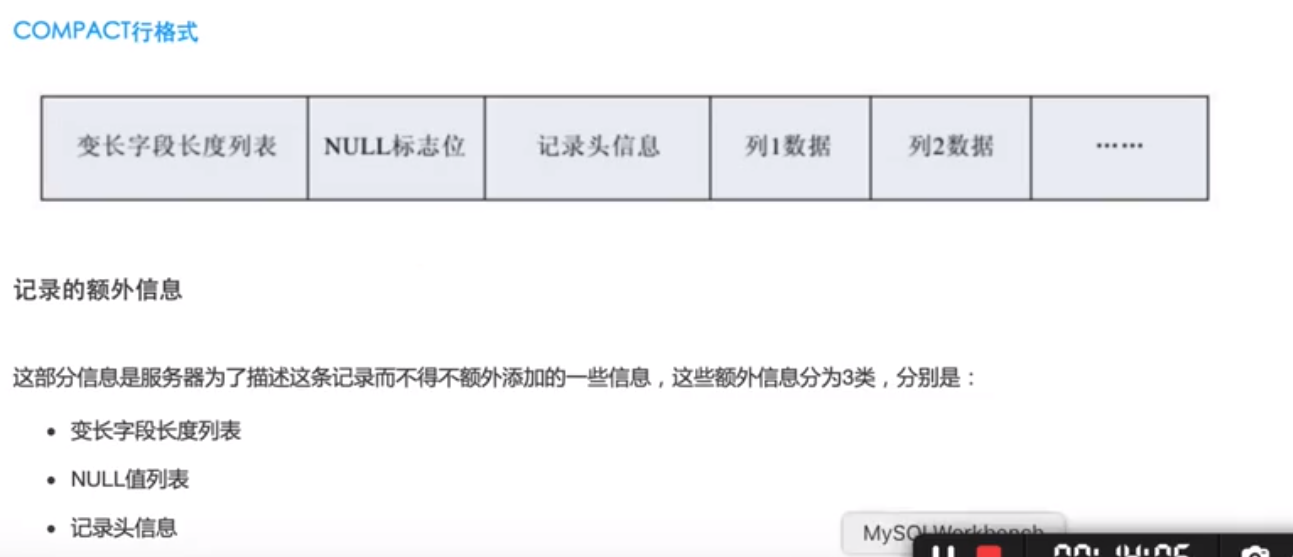 COMPACT行格式
变长字段长度列表 NULL标志位 记录头信息 列1数据 列2数据 ……
记录的额外信息
这部分信息是服务器为了描述这条记录而不得不额外添加的一些信息，这些额外信息分为3类，分别是：
• 变长字段长度列表
• NULL值列表
• 记录头信息
MySQLWorkbench
00:14:06